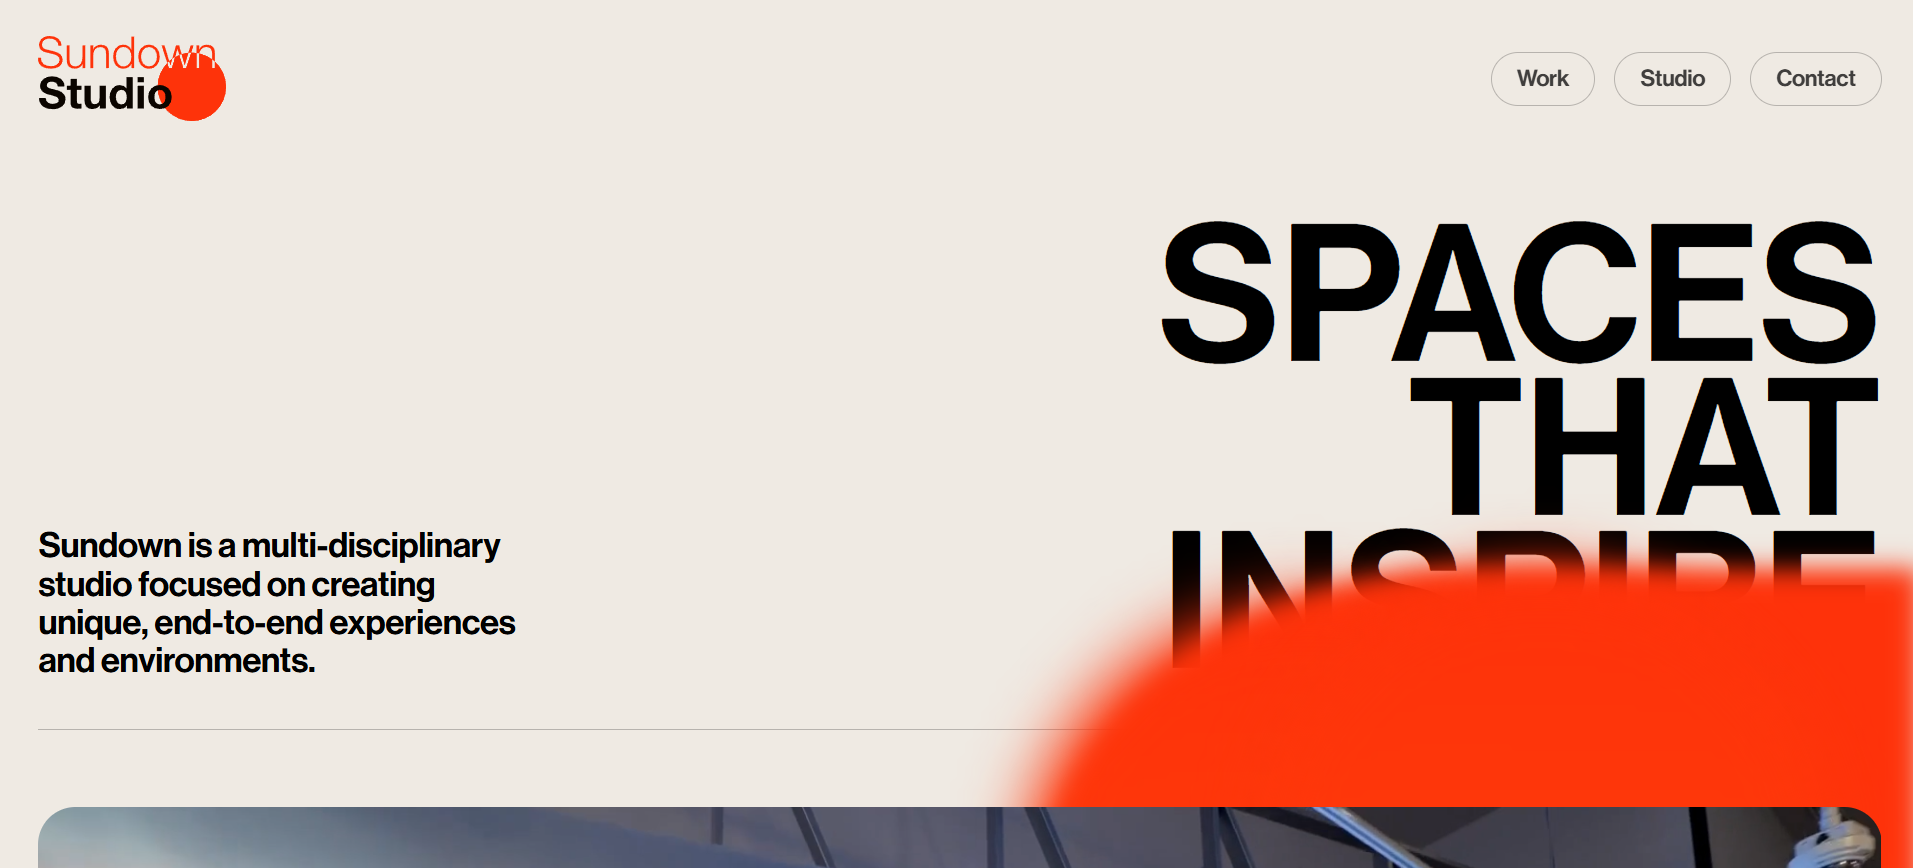 Sundown
Studio
Work
Studio
Contact
SPACES
THAT
INSPIRE
Sundown is a multi-disciplinary
studio focused on creating
unique, end-to-end experiences
and environments.